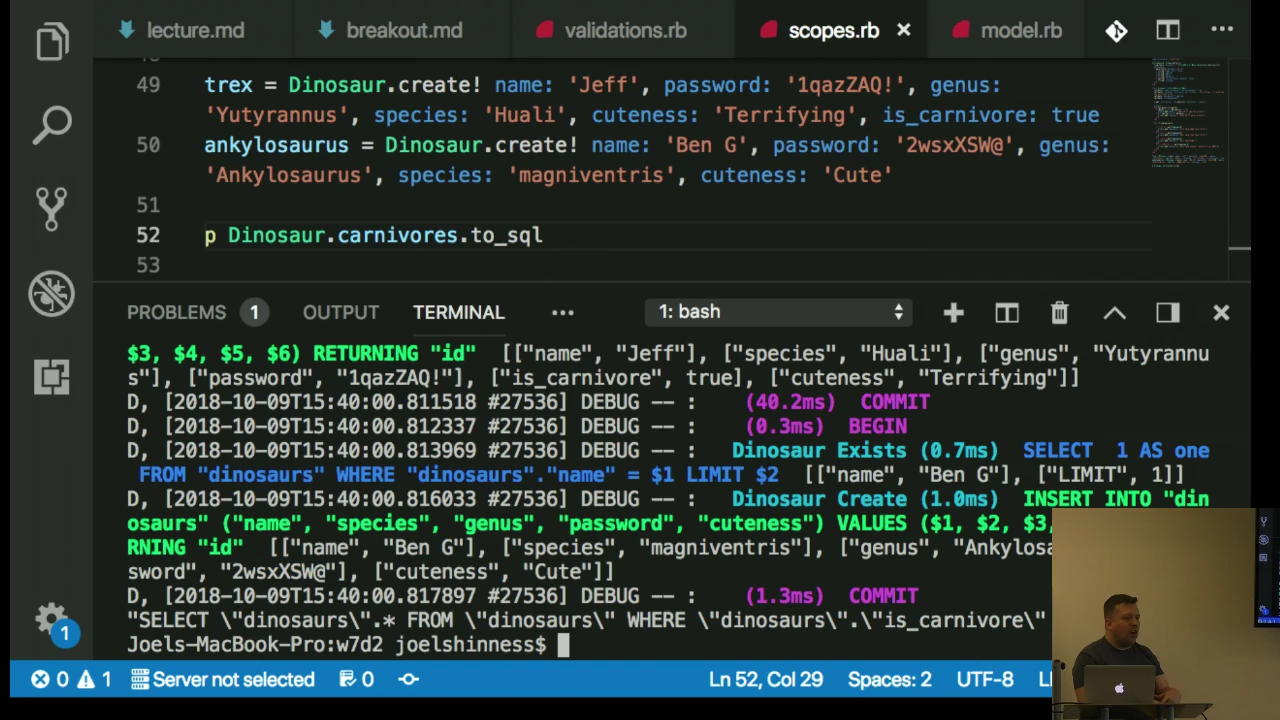 lecture.md
breakout.md
validations.rb
scopes.rb
model.rb
49 trex = Dinosaur.create! name: 'Jeff', password: '1qazZAQ!', genus:
'Yutyrannus', species: 'Huali', cuteness: 'Terrifying', is_carnivore: true
50 ankylosaurus = Dinosaur.create! name: 'Ben G', password: '2wsxXSW@', genus:
'Ankylosaurus', species: 'magniventris', cuteness: 'Cute'
51
52 p Dinosaur.carnivores.to_sql
53
PROBLEMS 1 OUTPUT TERMINAL ••• 1: bash
$3, $4, $5, $6) RETURNING "id"  [["name", "Jeff"], ["species", "Huali"], ["genus", "Yutyrannu
s"], ["password", "1qazZAQ!"], ["is_carnivore", true], ["cuteness", "Terrifying"]]
D, [2018-10-09T15:40:00.811518 #27536] DEBUG -- :    (40.2ms)  COMMIT
D, [2018-10-09T15:40:00.812337 #27536] DEBUG -- :    (0.3ms)  BEGIN
D, [2018-10-09T15:40:00.813969 #27536] DEBUG -- :   Dinosaur Exists (0.7ms)  SELECT  1 AS one
FROM "dinosaurs" WHERE "dinosaurs"."name" = $1 LIMIT $2  [["name", "Ben G"], ["LIMIT", 1]]
D, [2018-10-09T15:40:00.816033 #27536] DEBUG -- :   Dinosaur Create (1.0ms)  INSERT INTO "din
osaurs" ("name", "species", "genus", "password", "cuteness") VALUES ($1, $2, $3,
RNING "id"  [["name", "Ben G"], ["species", "magniventris"], ["genus", "Ankylosa
sword", "2wsxXSW@"], ["cuteness", "Cute"]]
D, [2018-10-09T15:40:00.817897 #27536] DEBUG -- :    (1.3ms)  COMMIT
"SELECT \"dinosaurs\".* FROM \"dinosaurs\" WHERE \"dinosaurs\".\"is_carnivore\"
Joels-MacBook-Pro:w7d2 joelshinness$
1
0 1 Server not selected 0 Ln 52, Col 29 Spaces: 2 UTF-8